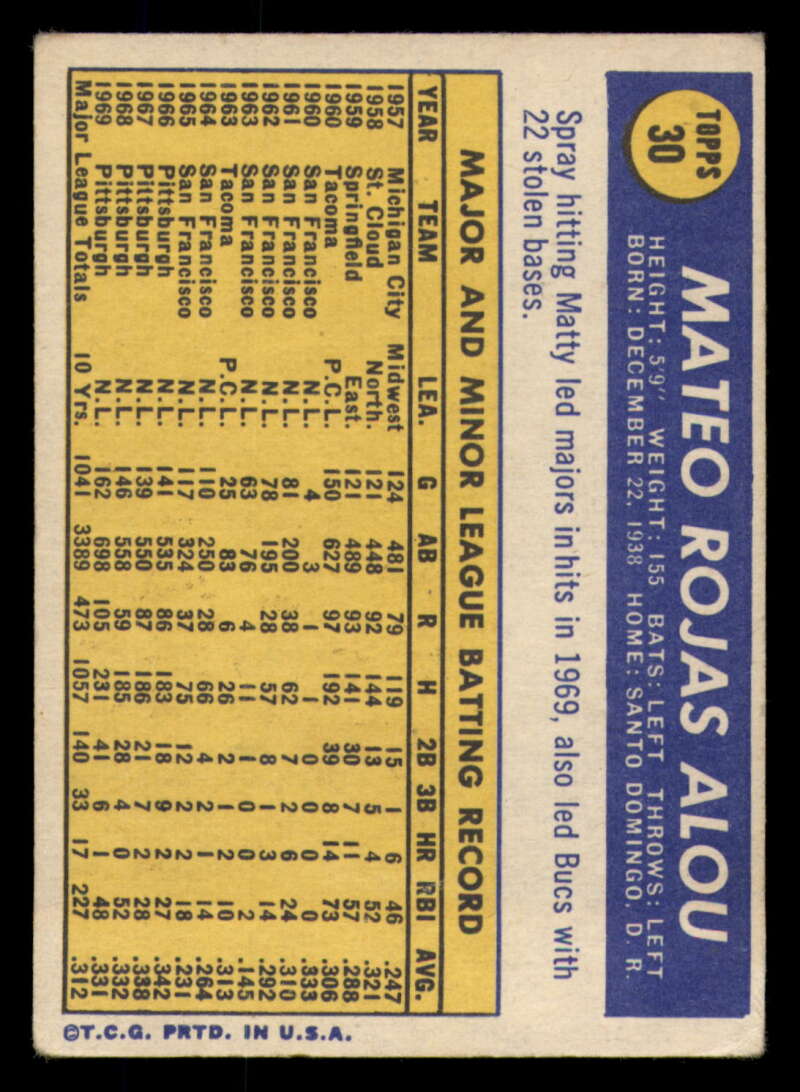 TOPPS
30
MATEO ROJAS ALOU
HEIGHT: 5'9" WEIGHT: 155 BATS: LEFT THROWS: LEFT
BORN: DECEMBER 22, 1938 HOME: SANTO DOMINGO, D. R.
Spray hitting Matty led majors in hits in 1969, also led Bucs with
22 stolen bases.
MAJOR AND MINOR LEAGUE BATTING RECORD
YEAR TEAM LEA. G AB R H 2B 3B HR RBI AVG.
1957 Michigan City Midwest 124 481 79 119 15 1 6 46 .247
1958 St. Cloud North. 121 448 92 144 13 5 4 52 .321
1959 Springfield East. 121 489 93 141 30 7 11 57 .288
1960 Tacoma P.C.L. 150 627 97 192 39 8 14 73 .306
1960 San Francisco N.L. 4 3 1 1 0 0 0 0 .333
1961 San Francisco N.L. 81 200 38 62 7 2 6 24 .310
1962 San Francisco N.L. 78 195 28 57 8 1 3 14 .292
1963 San Francisco N.L. 63 76 4 11 1 0 0 2 .145
1963 Tacoma P.C.L. 25 83 6 26 2 1 2 10 .313
1964 San Francisco N.L. 110 250 28 66 4 2 1 14 .264
1965 San Francisco N.L. 117 324 37 75 12 2 2 18 .231
1966 Pittsburgh N.L. 141 535 86 183 18 9 2 27 .342
1967 Pittsburgh N.L. 139 550 87 186 21 7 2 28 .338
1968 Pittsburgh N.L. 146 558 59 185 28 4 0 52 .332
1969 Pittsburgh N.L. 162 698 105 231 41 6 1 48 .331
Major League Totals 10 Yrs. 1041 3389 473 1057 140 33 17 227 .312
©T.C.G. PRTD. IN U.S.A.